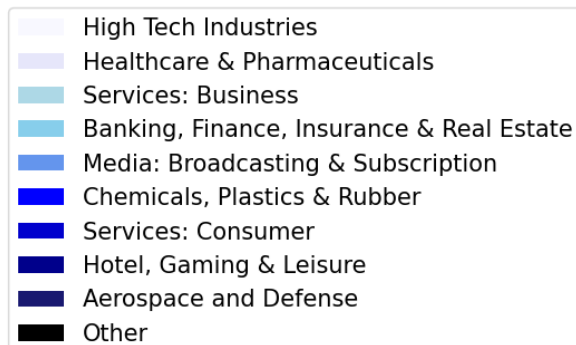 High Tech Industries
Healthcare & Pharmaceuticals
Services: Business
Banking, Finance, Insurance & Real Estate
Media: Broadcasting & Subscription
Chemicals, Plastics & Rubber
Services: Consumer
Hotel, Gaming & Leisure
Aerospace and Defense
Other